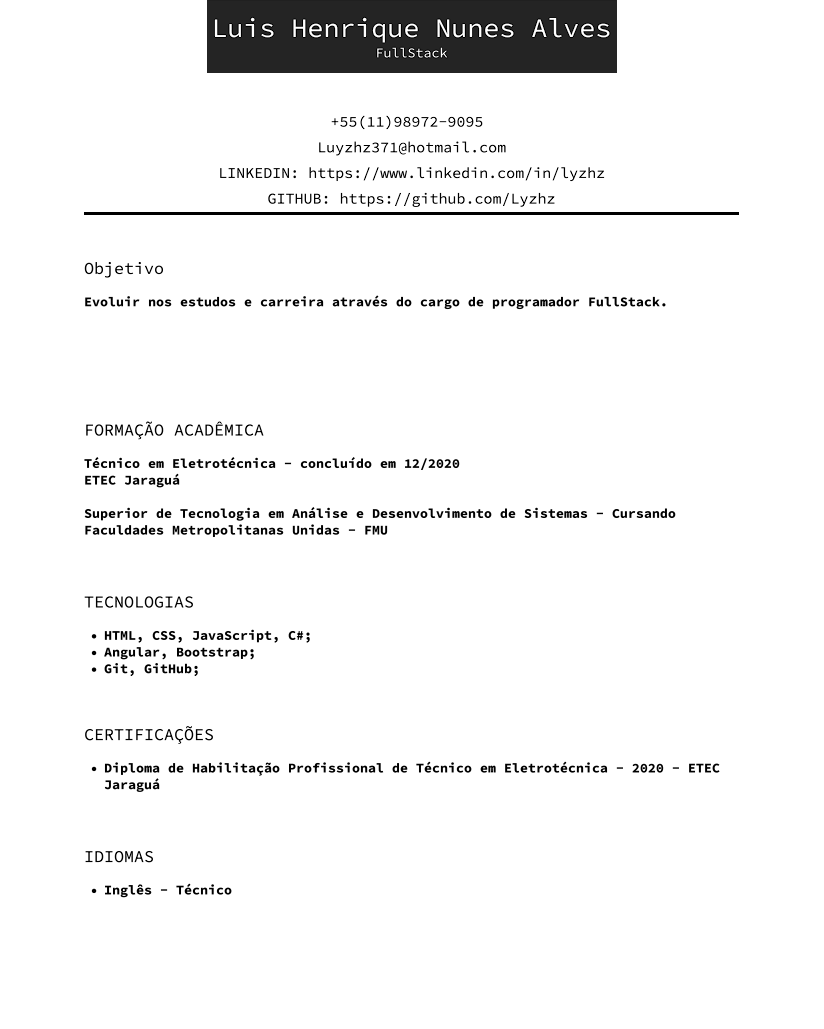 Luis Henrique Nunes Alves
FullStack
+55(11)98972-9095
Luyzhz371@hotmail.com
LINKEDIN: https://www.linkedin.com/in/lyzhz
GITHUB: https://github.com/Lyzhz
Objetivo
Evoluir nos estudos e carreira através do cargo de programador FullStack.
FORMAÇÃO ACADÊMICA
Técnico em Eletrotécnica - concluído em 12/2020
ETEC Jaraguá
Superior de Tecnologia em Análise e Desenvolvimento de Sistemas - Cursando
Faculdades Metropolitanas Unidas - FMU
TECNOLOGIAS
• HTML, CSS, JavaScript, C#;
• Angular, Bootstrap;
• Git, GitHub;
CERTIFICAÇÕES
• Diploma de Habilitação Profissional de Técnico em Eletrotécnica - 2020 - ETEC
Jaraguá
IDIOMAS
• Inglês - Técnico